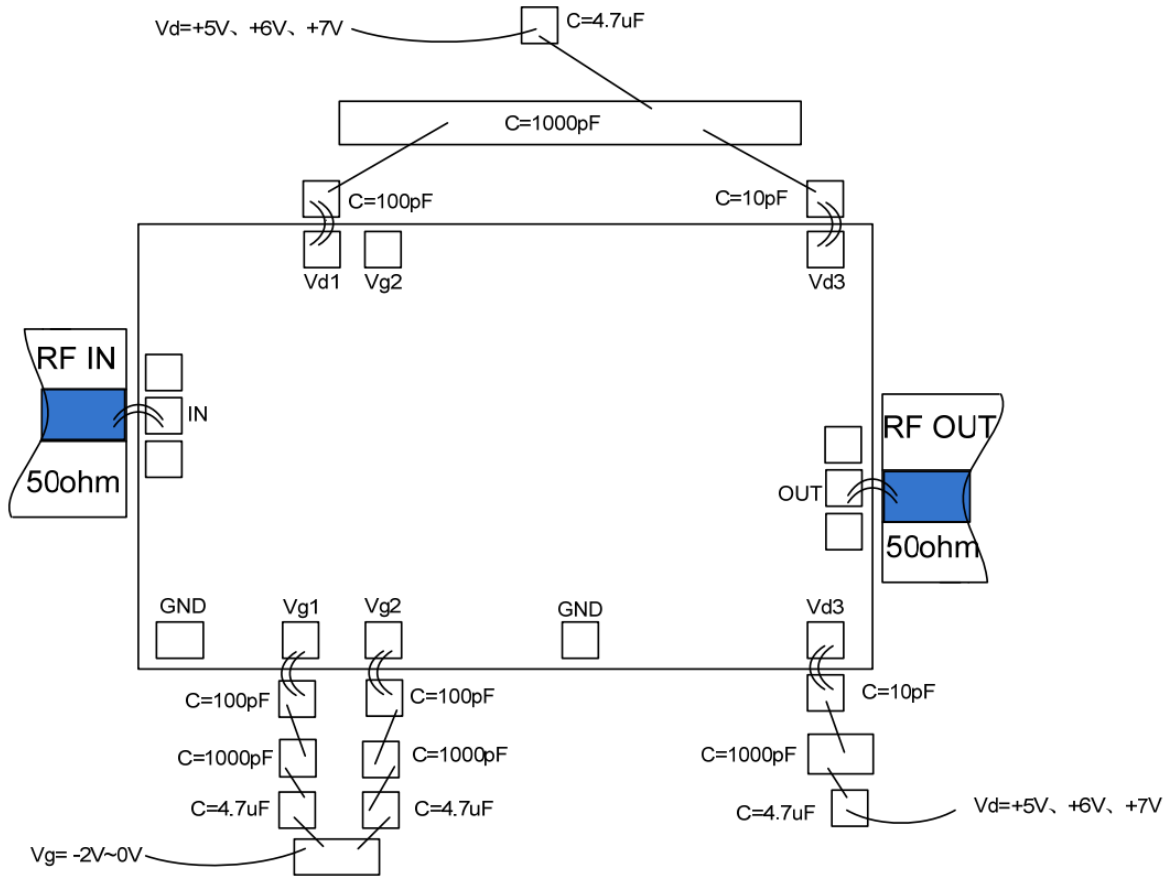 Vd=+5V、+6V、+7V
C=4.7uF
C=1000pF
C=100pF
C=10pF
Vd1
Vg2
Vd3
RF IN
IN
50ohm
RF OUT
OUT
50ohm
GND
Vg1
Vg2
GND
Vd3
C=100pF
C=100pF
C=10pF
C=1000pF
C=1000pF
C=1000pF
C=4.7uF
C=4.7uF
C=4.7uF
Vd=+5V、+6V、+7V
Vg= -2V~0V